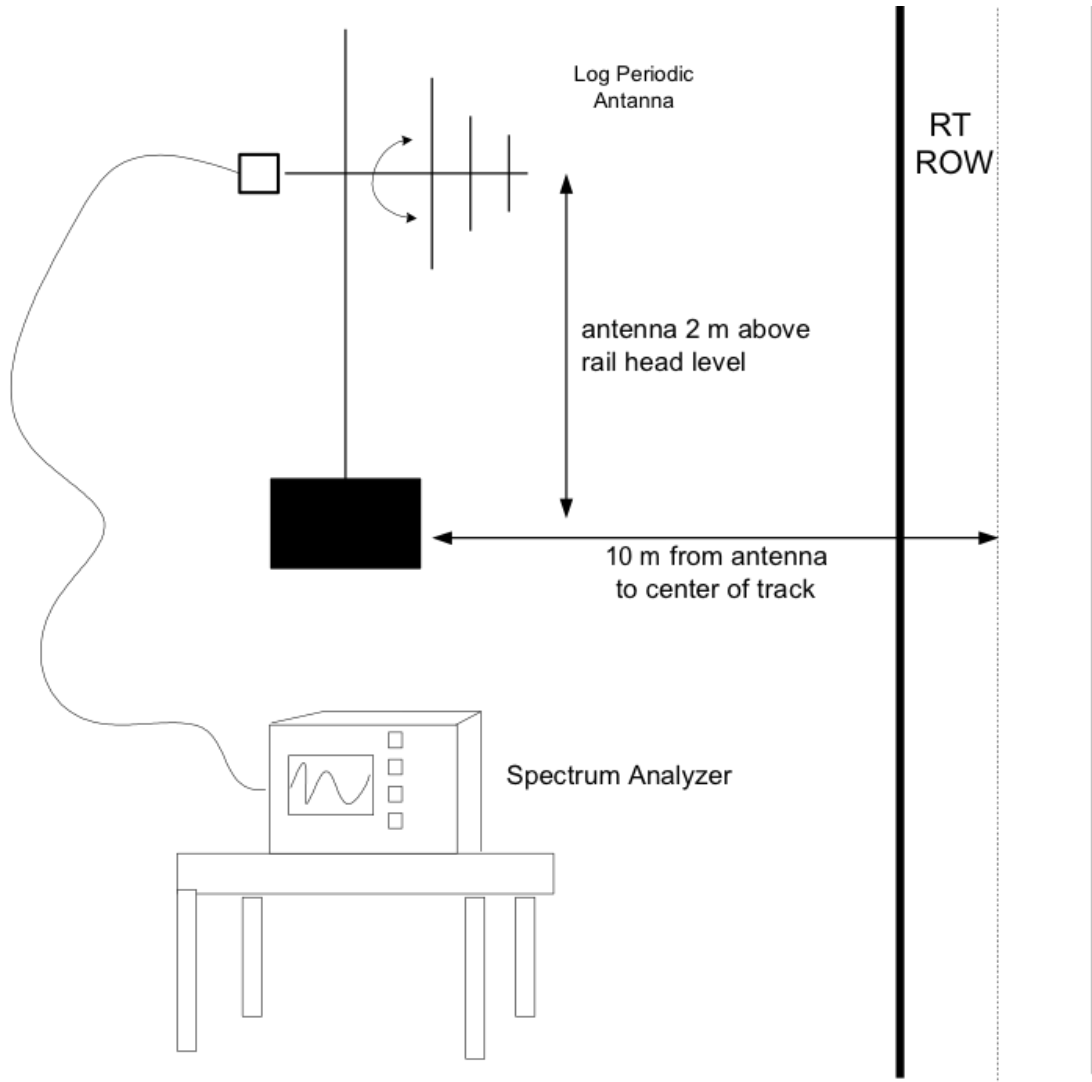 Log Periodic
Antanna
RT
ROW
antenna 2 m above
rail head level
10 m from antenna
to center of track
Spectrum Analyzer